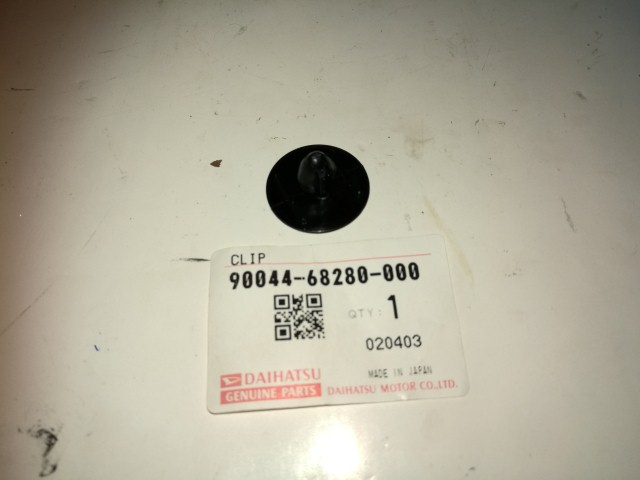 CLIP
90044-68280-000
QTY: 1
020403
MADE IN JAPAN
DAIHATSU
GENUINE PARTS DAIHATSU MOTOR CO.,LTD.